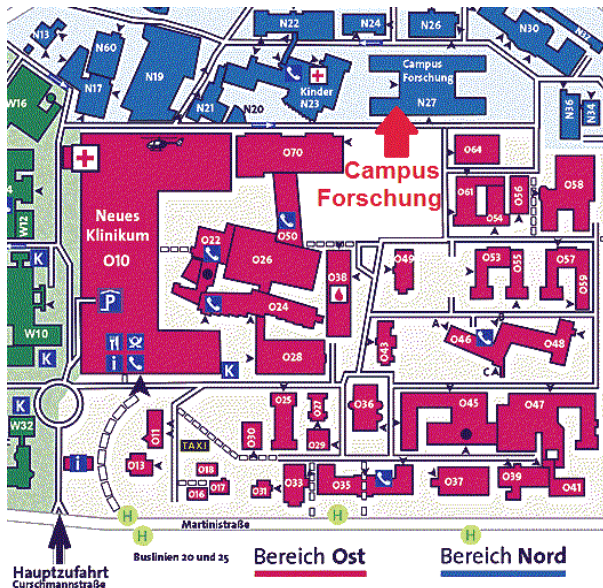 N13
N60
N17
N19
N22
N24
N26
N30
N21
N20
Kinder
N23
Campus
Forschung
N27
N36
N34
W16
W12
W10
W32
Neues
Klinikum
O10
O70
O50
O22
O26
O24
O28
O38
Campus
Forschung
O64
O61
O54
O56
O58
O49
O53
O55
O57
O59
O43
A
O46
B
C
O48
K
K
K
K
P
i
O25
O27
O29
O30
O36
O45
O47
O11
O13
TAXI
O18
O17
O16
O31
O33
O35
O37
O39
O41
i
H
H
H
H
Martinistraße
Buslinien 20 und 25
Hauptzufahrt
Curschmannstraße
Bereich Ost
Bereich Nord